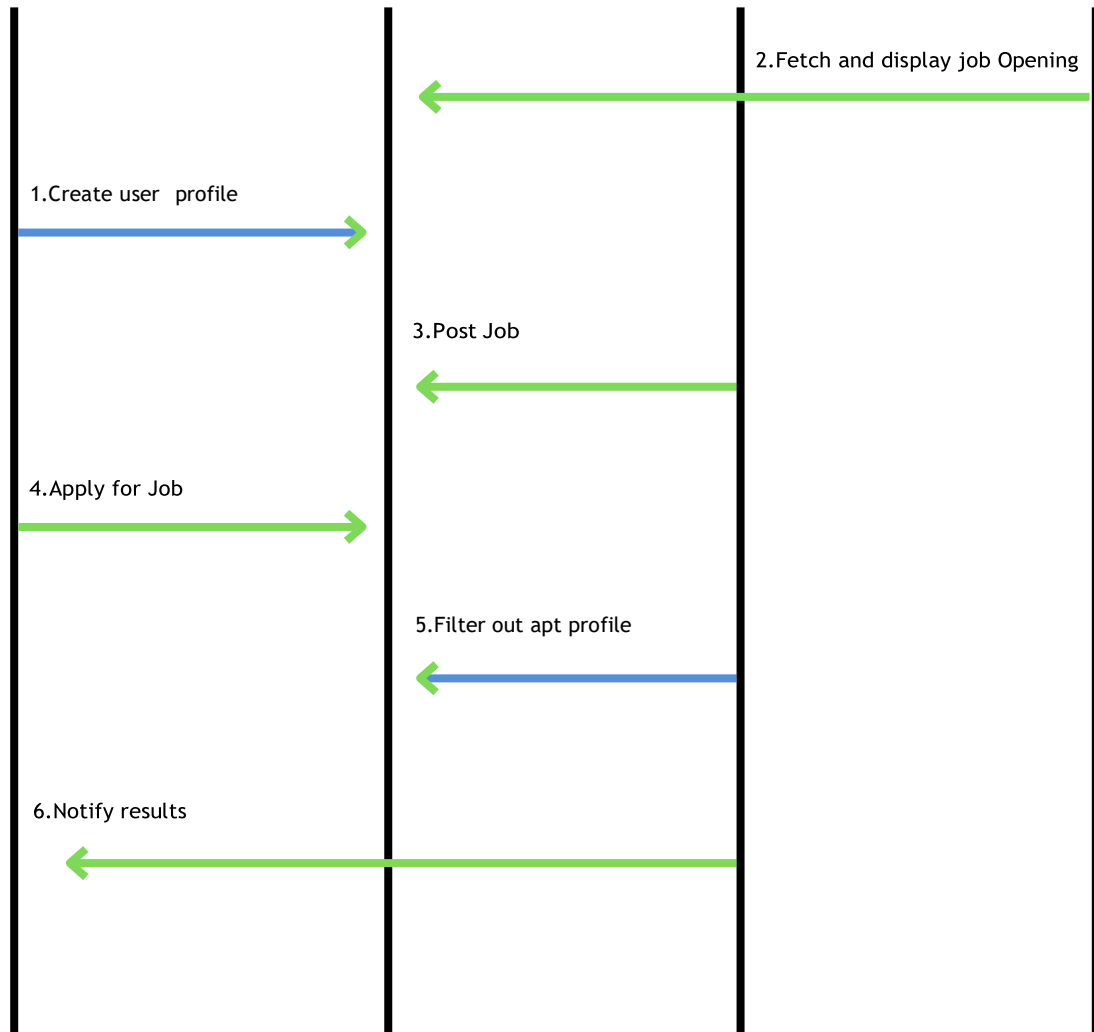 2.Fetch and display job Opening
1.Create user profile
3.Post Job
4.Apply for Job
5.Filter out apt profile
6.Notify results